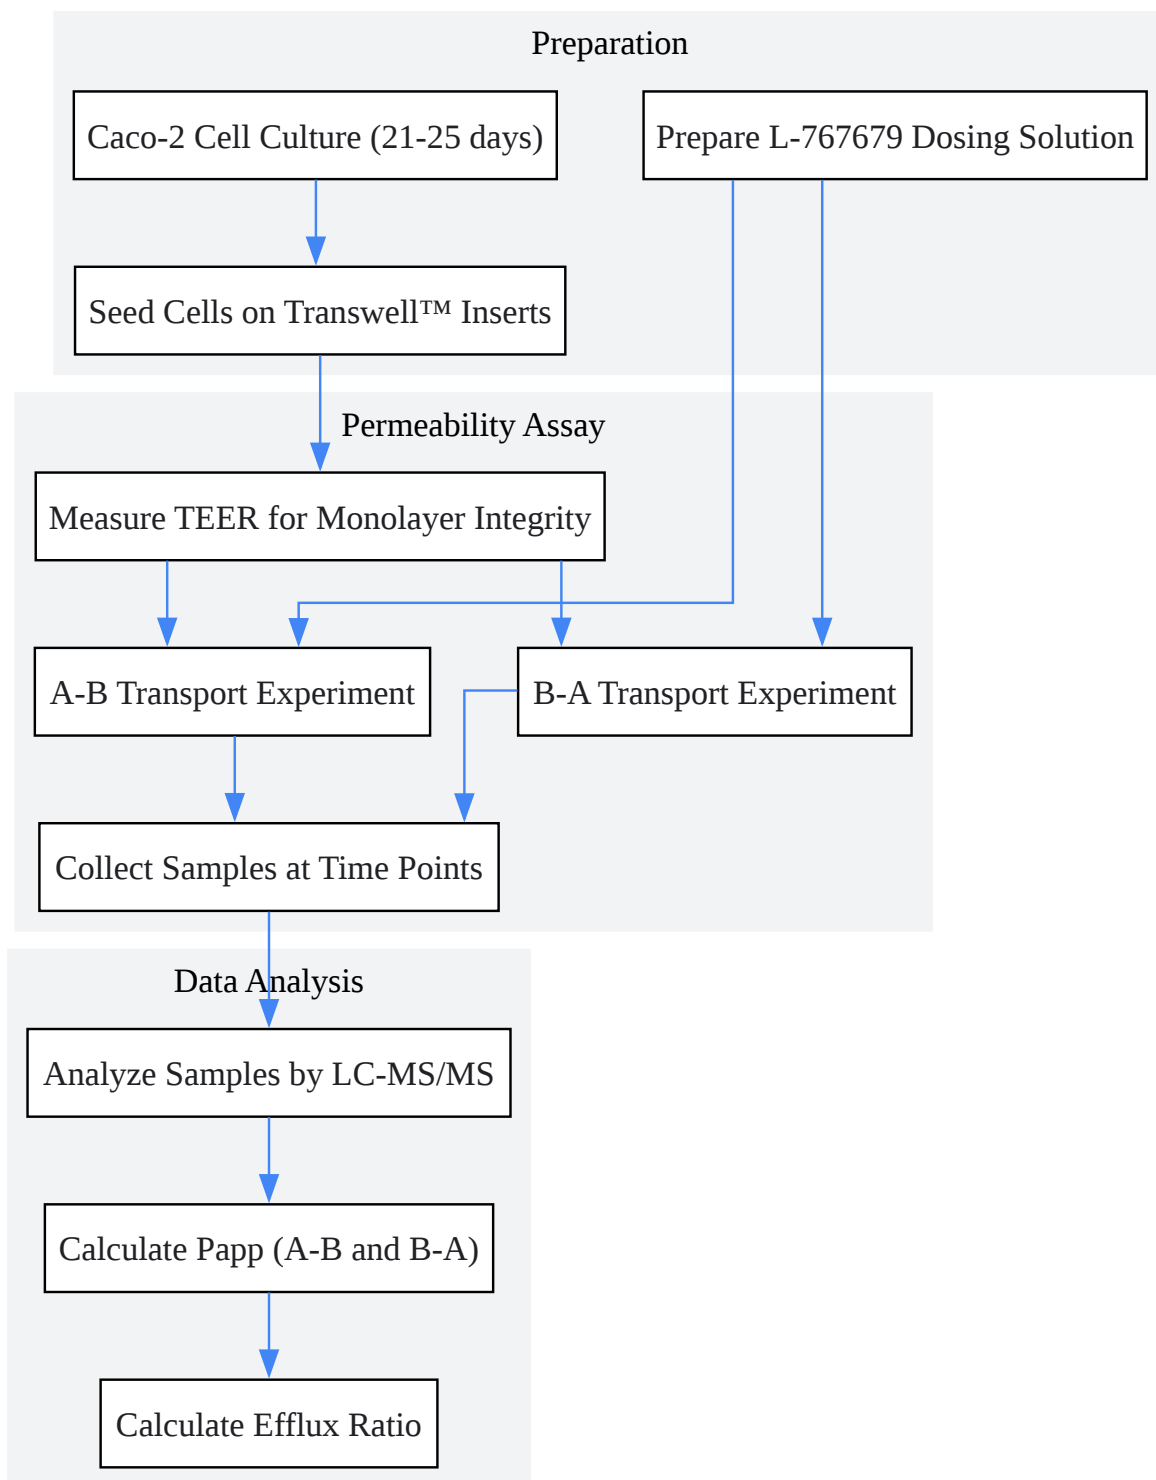 Preparation
Caco-2 Cell Culture (21-25 days)
Prepare L-767679 Dosing Solution
Seed Cells on Transwell™ Inserts
Permeability Assay
Measure TEER for Monolayer Integrity
A-B Transport Experiment
B-A Transport Experiment
Collect Samples at Time Points
Data Analysis
Analyze Samples by LC-MS/MS
Calculate Papp (A-B and B-A)
Calculate Efflux Ratio